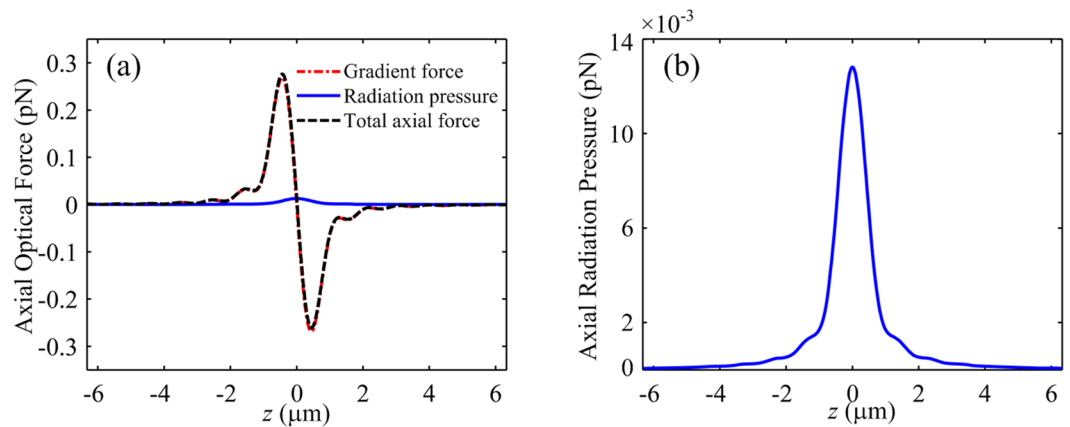 (a)
Gradient force
Radiation pressure
Total axial force
Axial Optical Force (pN)
0.3
0.2
0.1
0
-0.1
-0.2
-0.3
-6 -4 -2 0 2 4 6
z (μm)
(b)
×10-3
Axial Radiation Pressure (pN)
14
10
6
2
0
-6 -4 -2 0 2 4 6
z (μm)